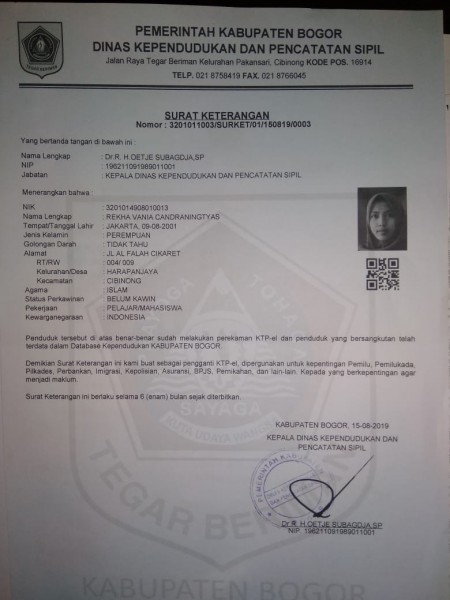 PEMERINTAH KABUPATEN BOGOR
DINAS KEPENDUDUKAN DAN PENCATATAN SIPIL
Jalan Raya Tegar Beriman Kelurahan Pakansari, Cibinong KODE POS. 16914
TELP. 021 8756419 FAX. 021 8766045
SURAT KETERANGAN
Nomor : 3201011003/SURKET/01/150819/0003
Yang bertanda tangan di bawah ini :
Nama Lengkap : Dr.R. H.OETJE SUBAGDJA,SP
NIP : 196211091989011001
Jabatan : KEPALA DINAS KEPENDUDUKAN DAN PENCATATAN SIPIL
Menerangkan bahwa :
NIK : 3201014908010013
Nama Lengkap : REKHA VANIA CANDRANINGTYAS
Tempat/Tanggal Lahir : JAKARTA, 09-08-2001
Jenis Kelamin : PEREMPUAN
Golongan Darah : TIDAK TAHU
Alamat : JL AL FALAH CIKARET
RT/RW : 004/ 009
Kelurahan/Desa : HARAPANJAYA
Kecamatan : CIBINONG
Agama : ISLAM
Status Perkawinan : BELUM KAWIN
Pekerjaan : PELAJAR/MAHASISWA
Kewarganegaraan : INDONESIA
Penduduk tersebut di atas benar-benar sudah melakukan perekaman KTP-el dan penduduk yang bersangkutan telah
terdata dalam Database Kependudukan KABUPATEN BOGOR.
Demikian Surat Keterangan ini kami buat sebagai pengganti KTP-el, dipergunakan untuk kepentingan Pemilu, Pemilukada,
Pilkades, Perbankan, Imigrasi, Kepolisian, Asuransi, BPJS, Pernikahan, dan lain-lain. Kepada yang berkepentingan agar
menjadi maklum.
Surat Keterangan ini berlaku selama 6 (enam) bulan sejak diterbitkan.
KABUPATEN BOGOR, 15-08-2019
KEPALA DINAS KEPENDUDUKAN DAN
PENCATATAN SIPIL
Dr.R. H.OETJE SUBAGDJA,SP
NIP. 196211091989011001
SAYAGA
TEGAR BERIMAN
KABUPATEN BOGOR